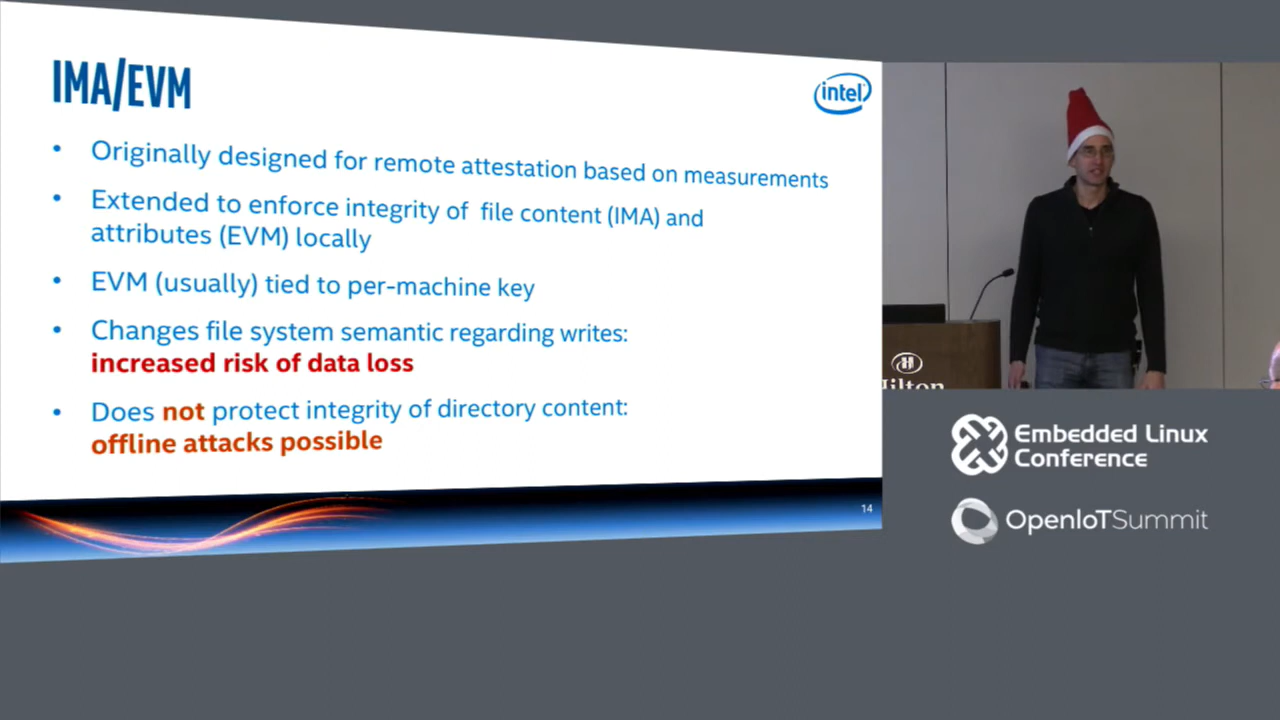 IMA/EVM
intel
• Originally designed for remote attestation based on measurements
• Extended to enforce integrity of file content (IMA) and
attributes (EVM) locally
• EVM (usually) tied to per-machine key
• Changes file system semantic regarding writes:
increased risk of data loss
• Does not protect integrity of directory content:
offline attacks possible
14
Hilton
Embedded Linux
Conference
OpenIoTSummit